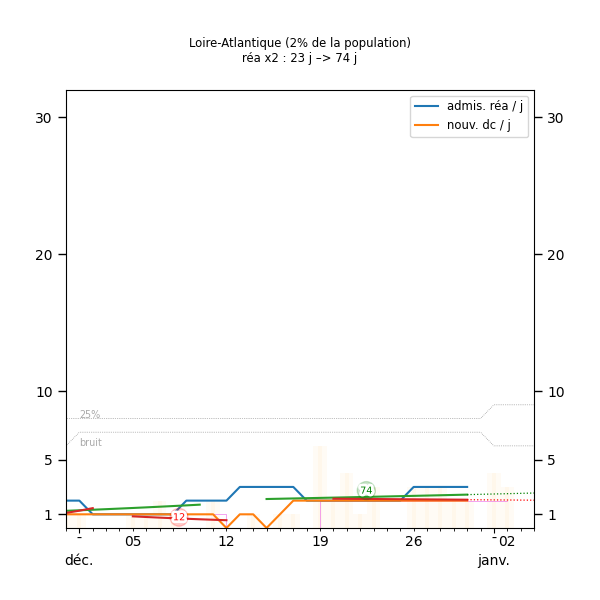 Loire-Atlantique (2% de la population)
réa x2 : 23 j –> 74 j
admis. réa / j
nouv. dc / j
30
30
20
20
10
10
25%
bruit
5
5
74
12
1
1
-
05
12
19
26
-
02
déc.
janv.